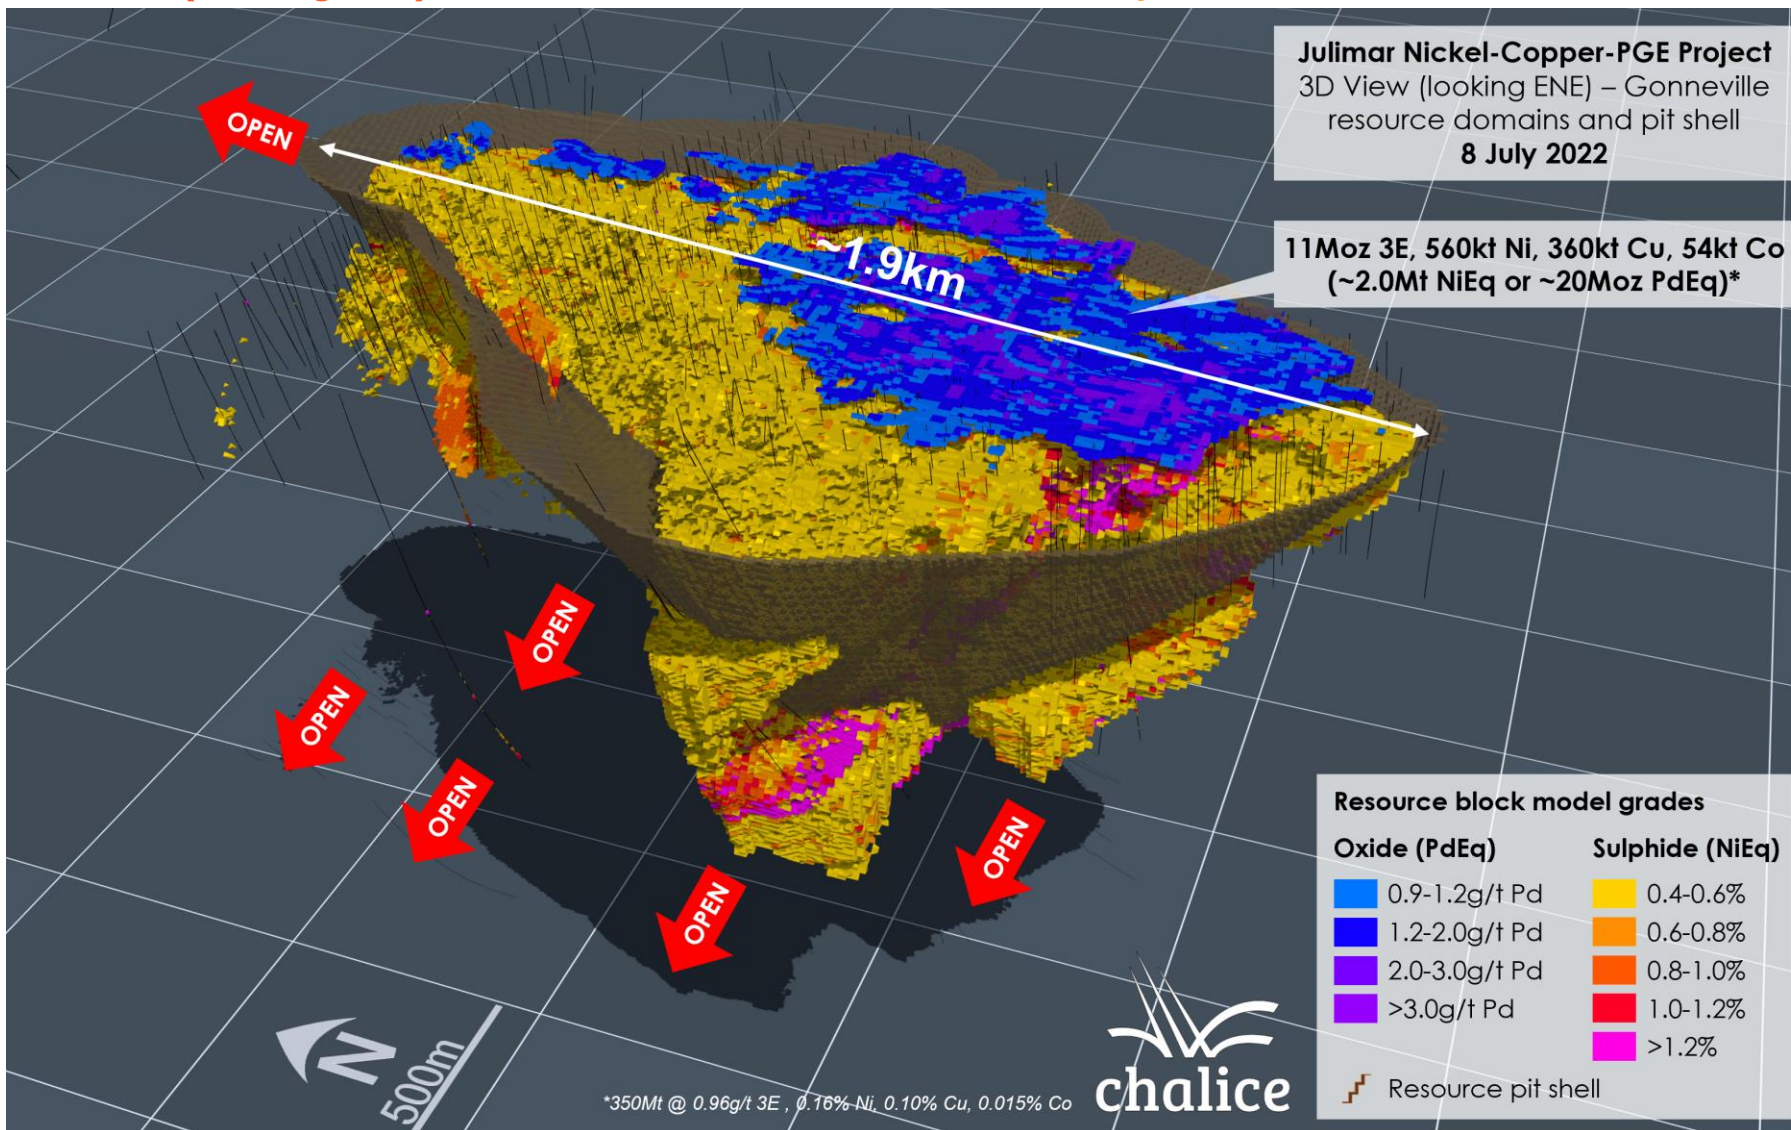 Julimar Nickel-Copper-PGE Project
3D View (looking ENE) – Gonneville
resource domains and pit shell
8 July 2022
OPEN
~1.9km
11Moz 3E, 560kt Ni, 360kt Cu, 54kt Co
(~2.0Mt NiEq or ~20Moz PdEq)*
OPEN
OPEN
OPEN
OPEN
OPEN
Resource block model grades
Oxide (PdEq) Sulphide (NiEq)
0.9-1.2g/t Pd 0.4-0.6%
1.2-2.0g/t Pd 0.6-0.8%
2.0-3.0g/t Pd 0.8-1.0%
>3.0g/t Pd 1.0-1.2%
>1.2%
Resource pit shell
N
500m
*350Mt @ 0.96g/t 3E , 0.16% Ni, 0.10% Cu, 0.015% Co
chalice